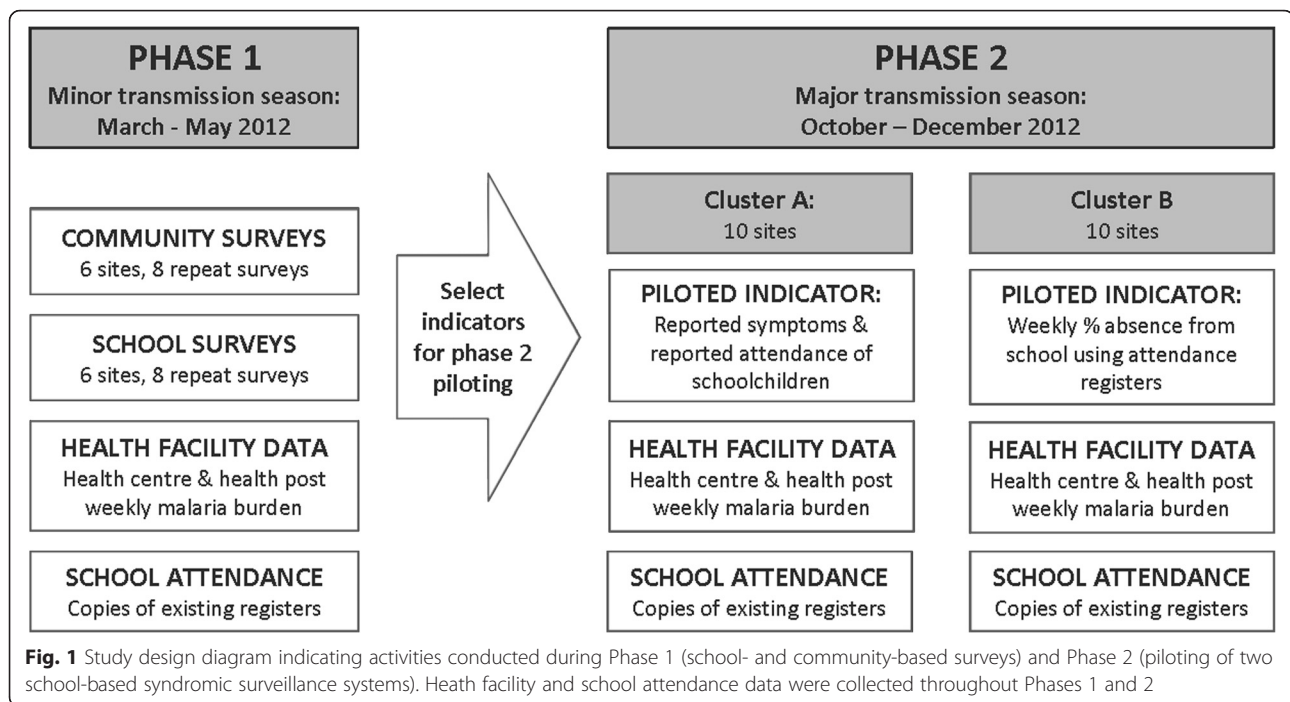 PHASE 1
Minor transmission season:
March - May 2012
COMMUNITY SURVEYS
6 sites, 8 repeat surveys
SCHOOL SURVEYS
6 sites, 8 repeat surveys
HEALTH FACILITY DATA
Health centre & health post
weekly malaria burden
SCHOOL ATTENDANCE
Copies of existing registers
Select
indicators
for phase 2
piloting
PHASE 2
Major transmission season:
October – December 2012
Cluster A:
10 sites
PILOTED INDICATOR:
Reported symptoms &
reported attendance of
schoolchildren
HEALTH FACILITY DATA
Health centre & health post
weekly malaria burden
SCHOOL ATTENDANCE
Copies of existing registers
Cluster B
10 sites
PILOTED INDICATOR:
Weekly % absence from
school using attendance
registers
HEALTH FACILITY DATA
Health centre & health post
weekly malaria burden
SCHOOL ATTENDANCE
Copies of existing registers
Fig. 1 Study design diagram indicating activities conducted during Phase 1 (school- and community-based surveys) and Phase 2 (piloting of two
school-based syndromic surveillance systems). Heath facility and school attendance data were collected throughout Phases 1 and 2